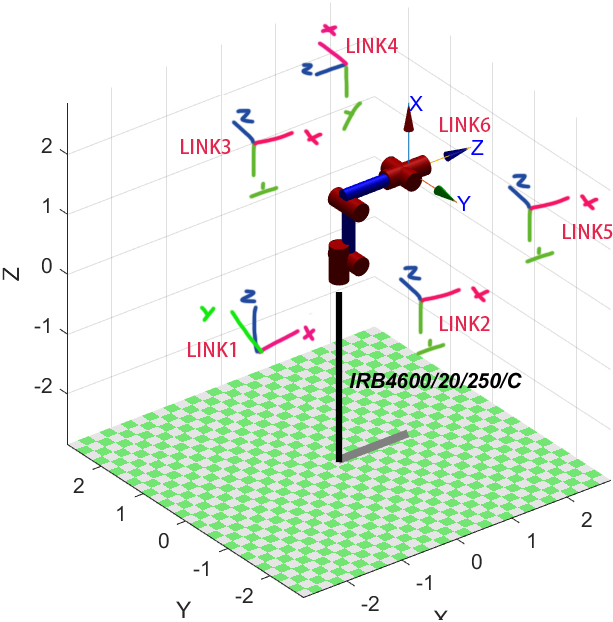 X
LINK4
Z
Y
X
LINK6
Z
Y
Z
X
LINK3
Y
Z
X
LINK5
Y
Z
X
LINK2
Y
Z
Y
X
LINK1
IRB4600/20/250/C
Z
2
1
0
-1
-2
2
1
0
-1
-2
Y
-2
-1
0
1
2
X